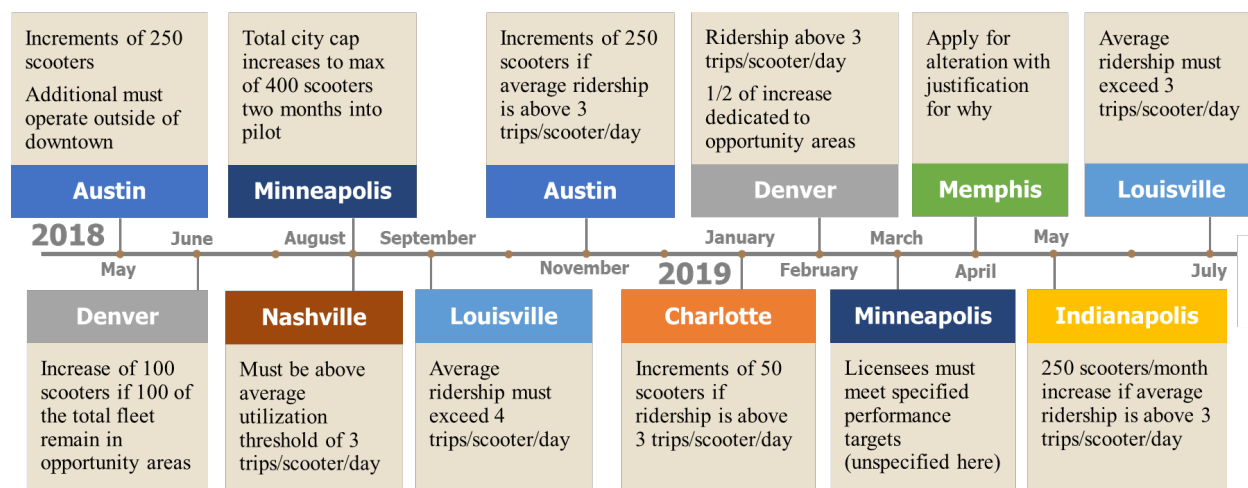 Increments of 250
scooters
Additional must
operate outside of
downtown
Austin
Total city cap
increases to max
of 400 scooters
two months into
pilot
Minneapolis
Increments of 250
scooters if
average ridership
is above 3
trips/scooter/day
Austin
Ridership above 3
trips/scooter/day
1/2 of increase
dedicated to
opportunity areas
Denver
Apply for
alteration with
justification
for why
Memphis
Average
ridership must
exceed 3
trips/scooter/day
Louisville
2018
May
June
August
September
November
2019
January
February
March
April
May
July
Denver
Increase of 100
scooters if 100 of
the total fleet
remain in
opportunity areas
Nashville
Must be above
average
utilization
threshold of 3
trips/scooter/day
Louisville
Average
ridership must
exceed 4
trips/scooter/day
Charlotte
Increments of 50
scooters if
ridership is above
3 trips/scooter/day
Minneapolis
Licensees must
meet specified
performance
targets
(unspecified here)
Indianapolis
250 scooters/month
increase if average
ridership is above 3
trips/scooter/day